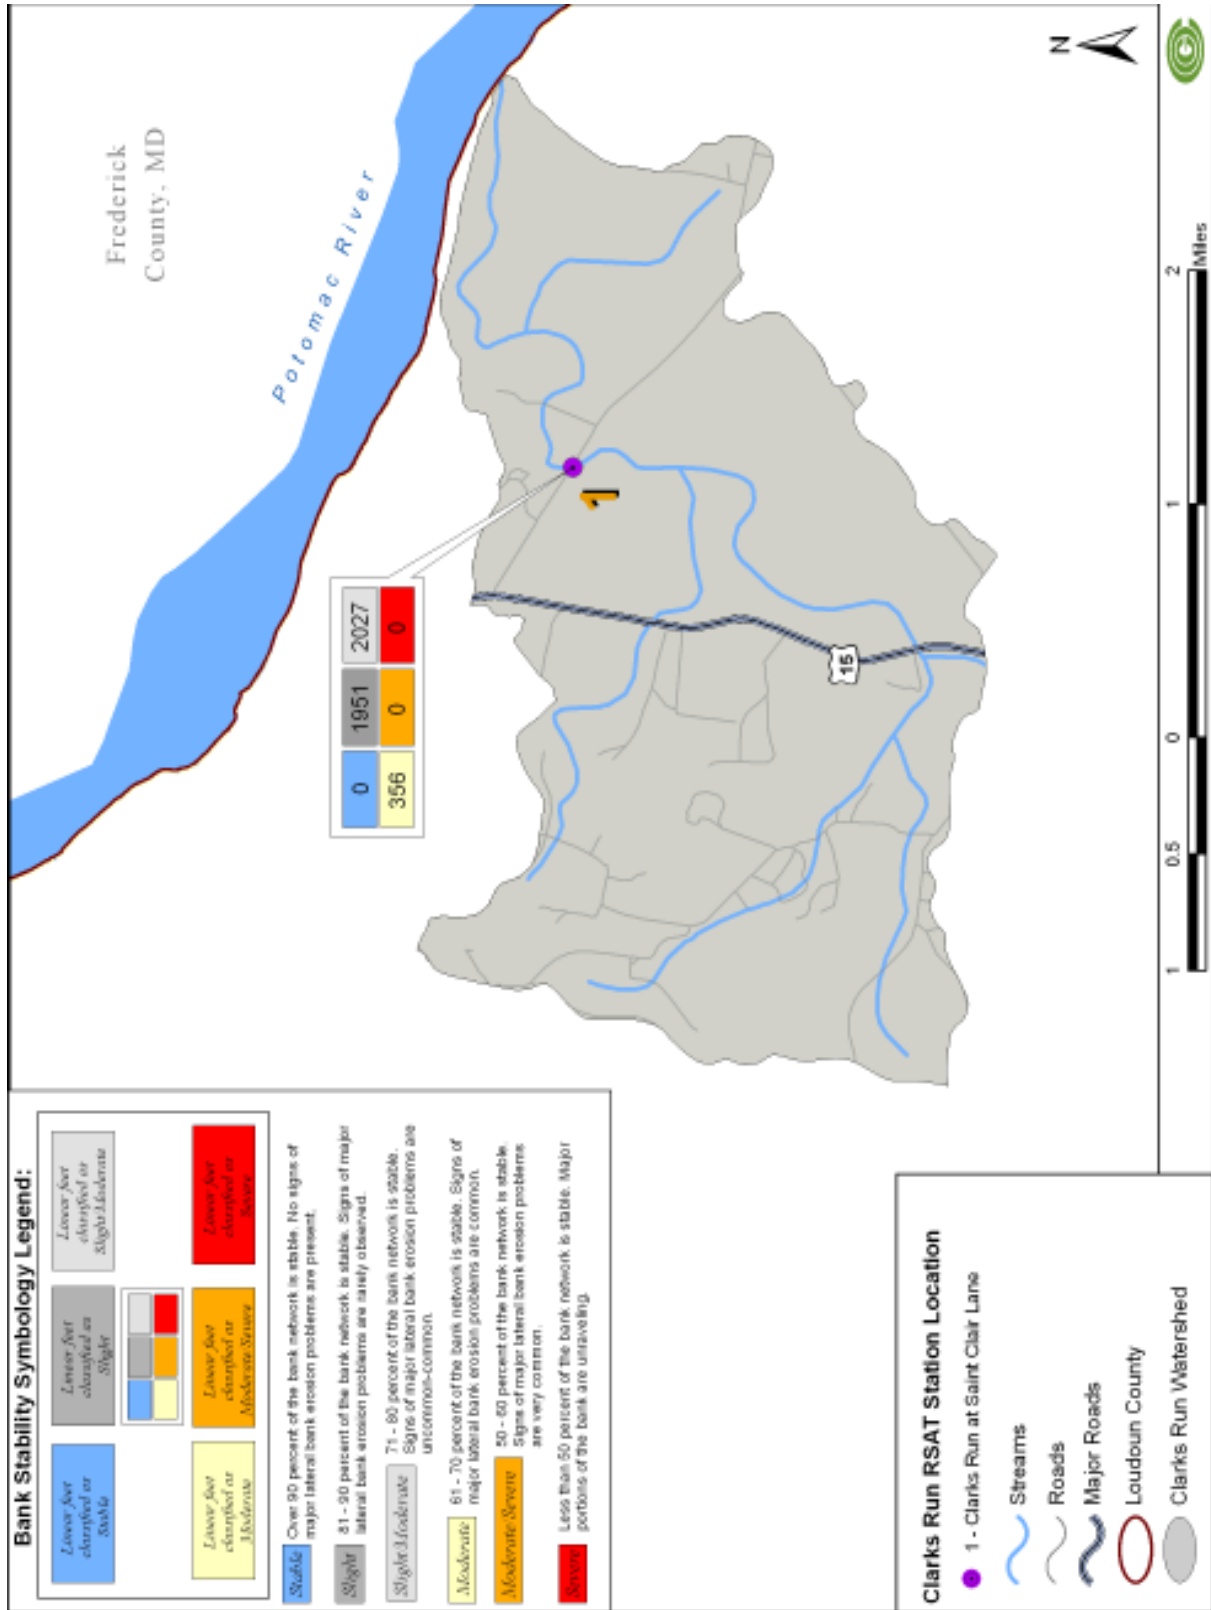 Bank Stability Symbology Legend:
Linear feet
classified as
Stable
Linear feet
classified as
Slight
Linear feet
classified as
Slight/Moderate
Linear feet
classified as
Moderate
Linear feet
classified as
Moderate/Severe
Linear feet
classified as
Severe
Stable
Over 90 percent of the bank network is stable. No signs of
major lateral bank erosion problems are present.
Slight
81 - 90 percent of the bank network is stable. Signs of major
lateral bank erosion problems are rarely observed.
Slight/Moderate
71 - 80 percent of the bank network is stable.
Signs of major lateral bank erosion problems are
uncommon-common.
Moderate
61 - 70 percent of the bank network is stable. Signs of
major lateral bank erosion problems are common.
Moderate/Severe
50 - 60 percent of the bank network is stable.
Signs of major lateral bank erosion problems
are very common.
Severe
Less than 50 percent of the bank network is stable. Major
portions of the bank are unraveling.
Frederick
County, MD
Potomac River
0 1951 2027
356 0 0
1
15
N
Clarks Run RSAT Station Location
1 - Clarks Run at Saint Clair Lane
Streams
Roads
Major Roads
Loudoun County
Clarks Run Watershed
1 0.5 0 1 2
Miles